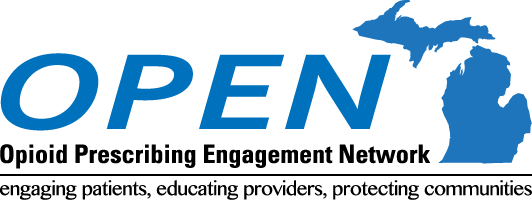 OPEN
Opioid Prescribing Engagement Network
engaging patients, educating providers, protecting communities